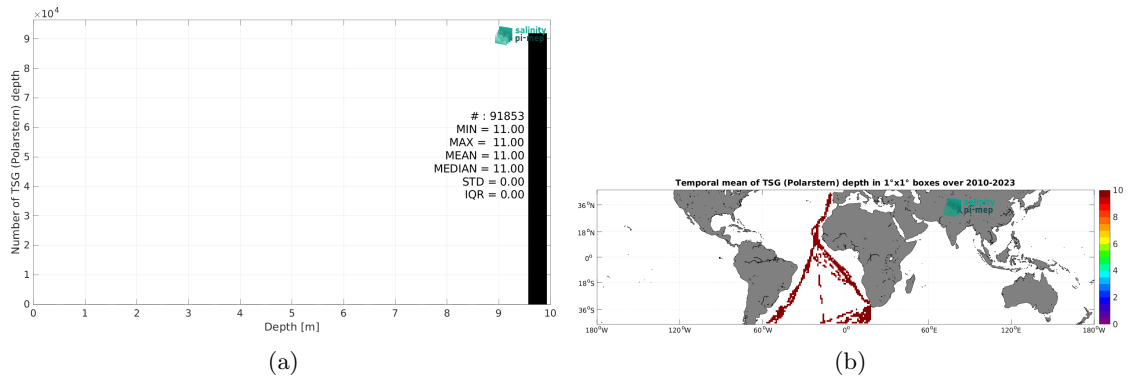 ×10⁴
9
8
7
6
5
4
3
2
1
0
Number of TSG (Polarstern) depth
salinity
pi-mep
# : 91853
MIN = 11.00
MAX = 11.00
MEAN = 11.00
MEDIAN = 11.00
STD = 0.00
IQR = 0.00
0 1 2 3 4 5 6 7 8 9 10
Depth [m]
(a)
Temporal mean of TSG (Polarstern) depth in 1°x1° boxes over 2010-2023
salinity
pi-mep
36°N
18°N
0°
18°S
36°S
180°W 120°W 60°W 0° 60°E 120°E 180°W
10
8
6
4
2
0
(b)